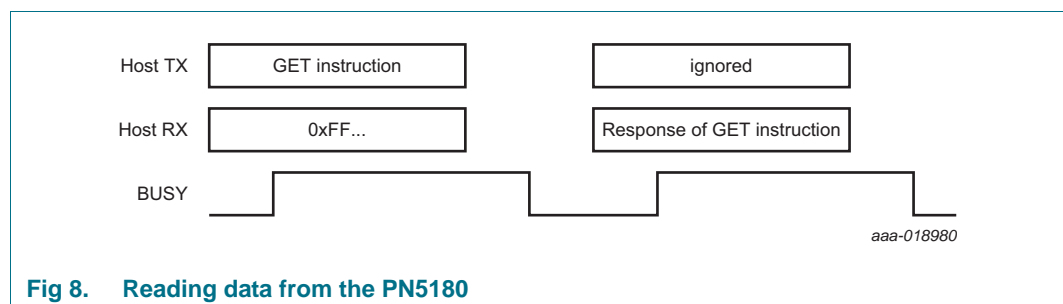 Host TX GET instruction ignored
Host RX 0xFF... Response of GET instruction
BUSY
aaa-018980
Fig 8. Reading data from the PN5180